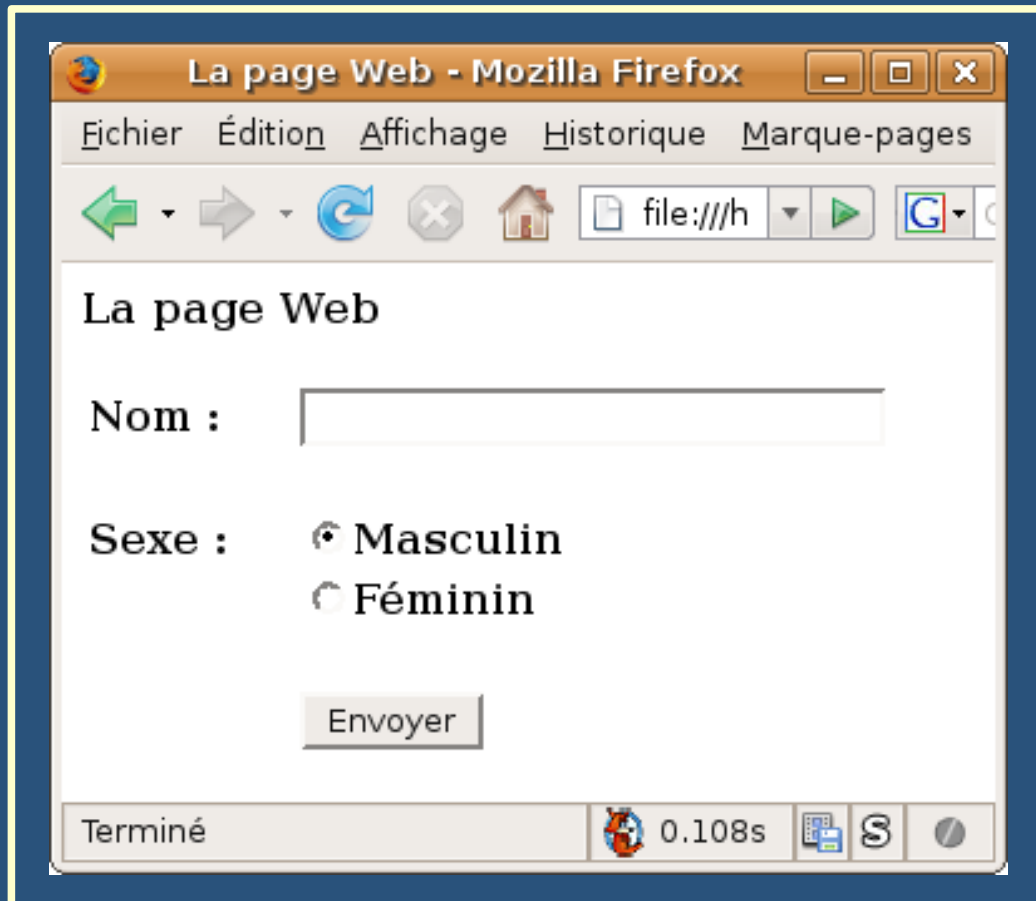 La page Web - Mozilla Firefox
Fichier Édition Affichage Historique Marque-pages
file:///h G
La page Web
Nom :
Sexe : Masculin
Féminin
Envoyer
Terminé 0.108s S